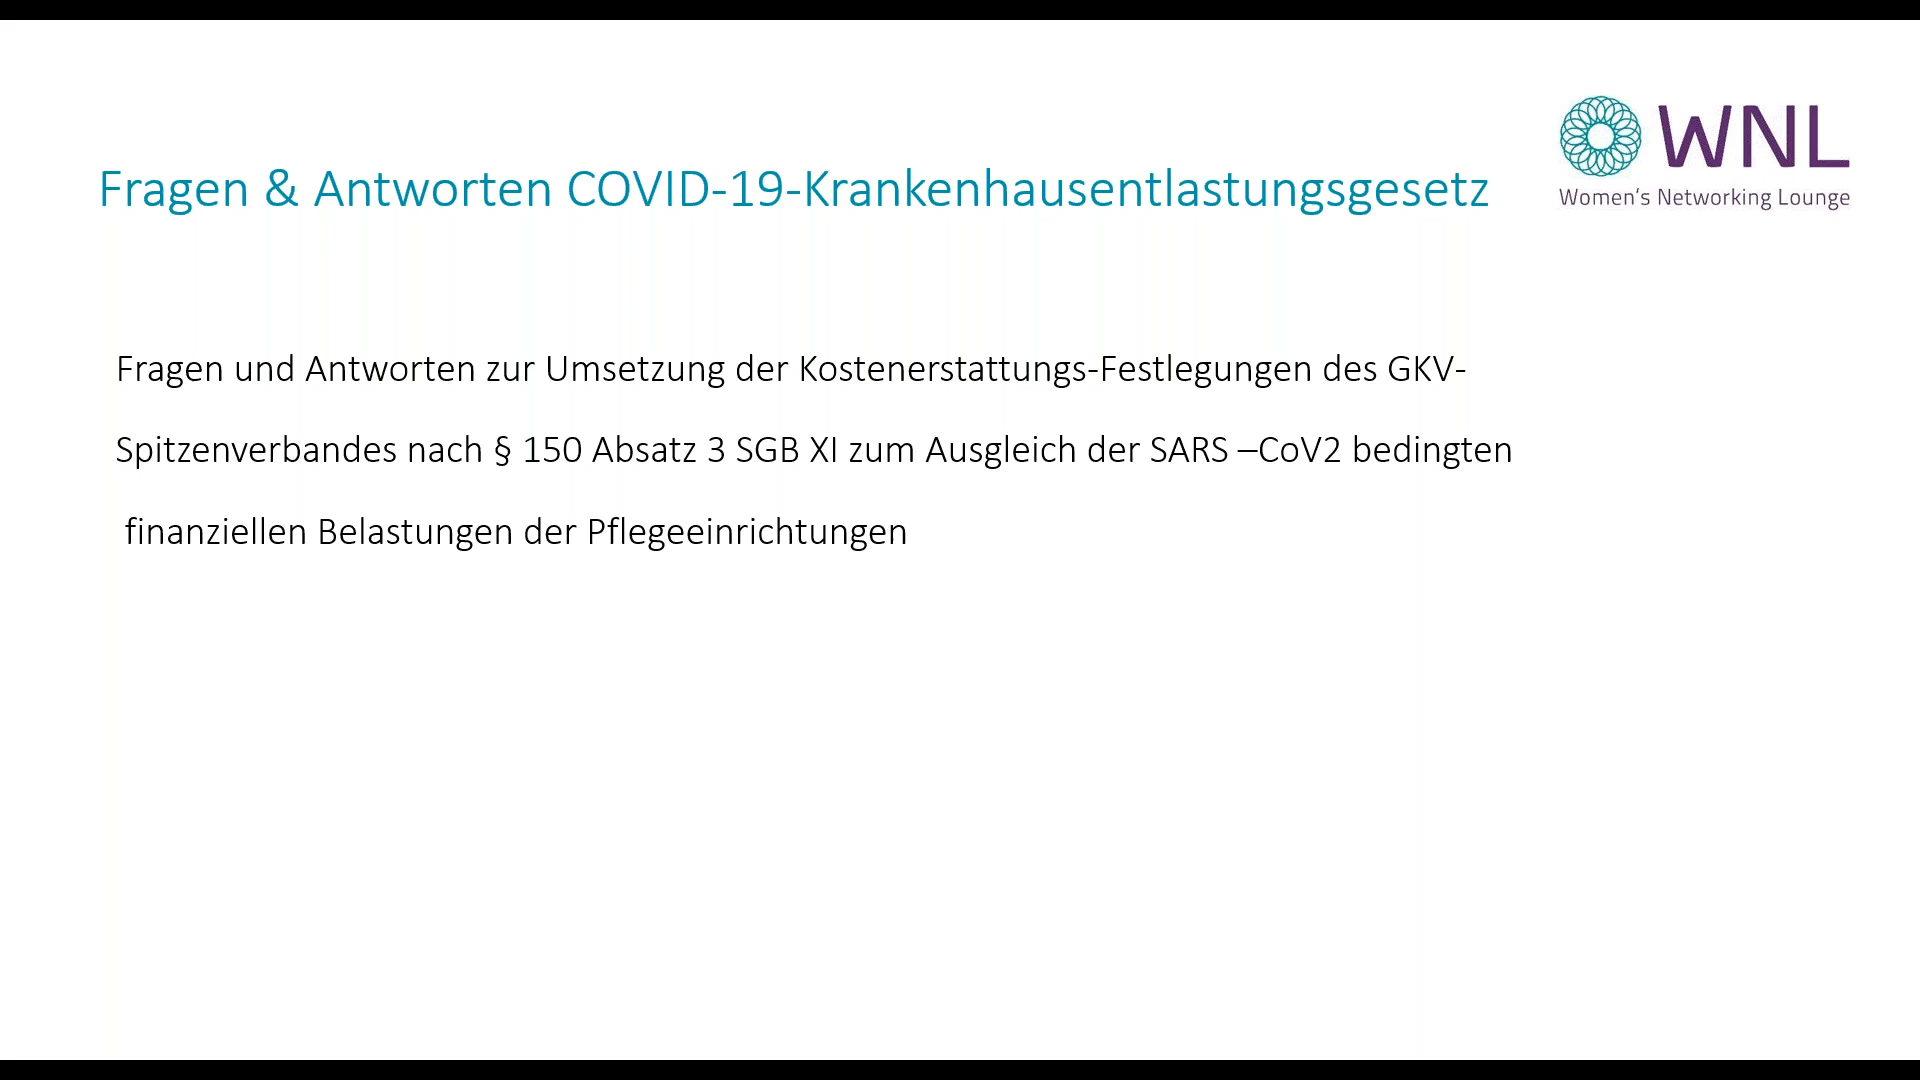 WNL
Women's Networking Lounge
Fragen & Antworten COVID-19-Krankenhausentlastungsgesetz
Fragen und Antworten zur Umsetzung der Kostenerstattungs-Festlegungen des GKV-
Spitzenverbandes nach § 150 Absatz 3 SGB XI zum Ausgleich der SARS –CoV2 bedingten
finanziellen Belastungen der Pflegeeinrichtungen